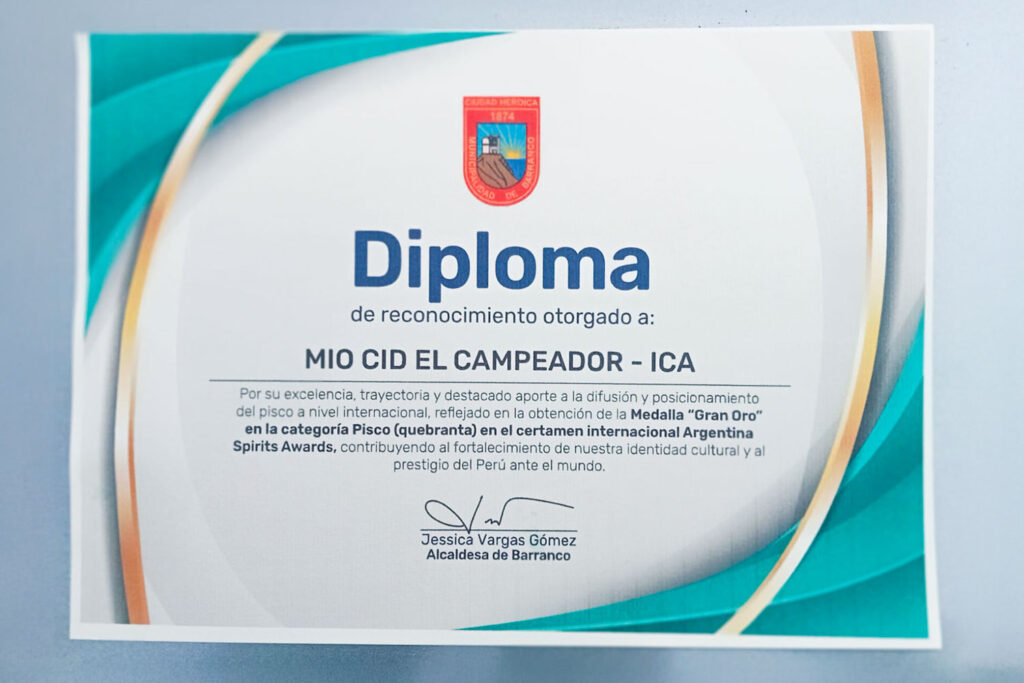 CIUDAD HEROICA
1874
MUNICIPALIDAD DE BARRANCO
Diploma
de reconocimiento otorgado a:
MIO CID EL CAMPEADOR - ICA
Por su excelencia, trayectoria y destacado aporte a la difusión y posicionamiento
del pisco a nivel internacional, reflejado en la obtención de la Medalla “Gran Oro”
en la categoría Pisco (quebranta) en el certamen internacional Argentina
Spirits Awards, contribuyendo al fortalecimiento de nuestra identidad cultural y al
prestigio del Perú ante el mundo.
Jessica Vargas Gómez
Alcaldesa de Barranco